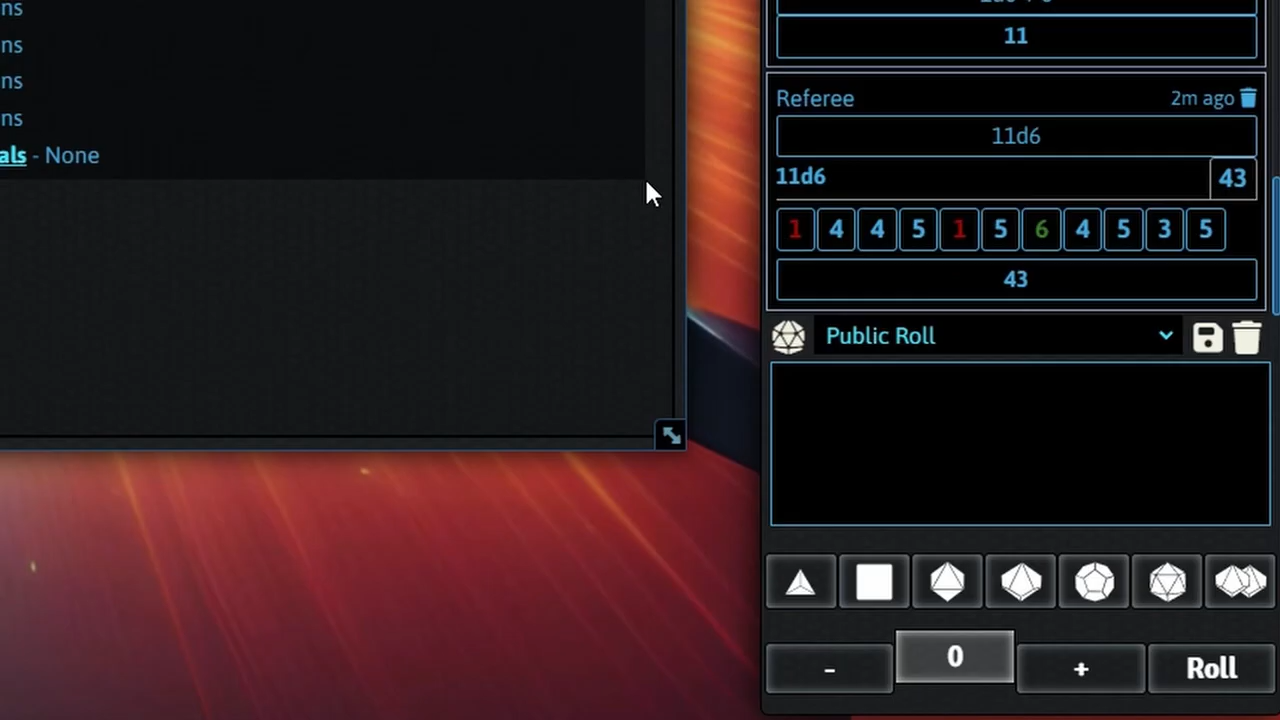 ns
ns
ns
ns
als - None
11
Referee 2m ago
11d6
11d6 43
1 4 4 5 1 5 6 4 5 3 5
43
Public Roll
- 0 + Roll